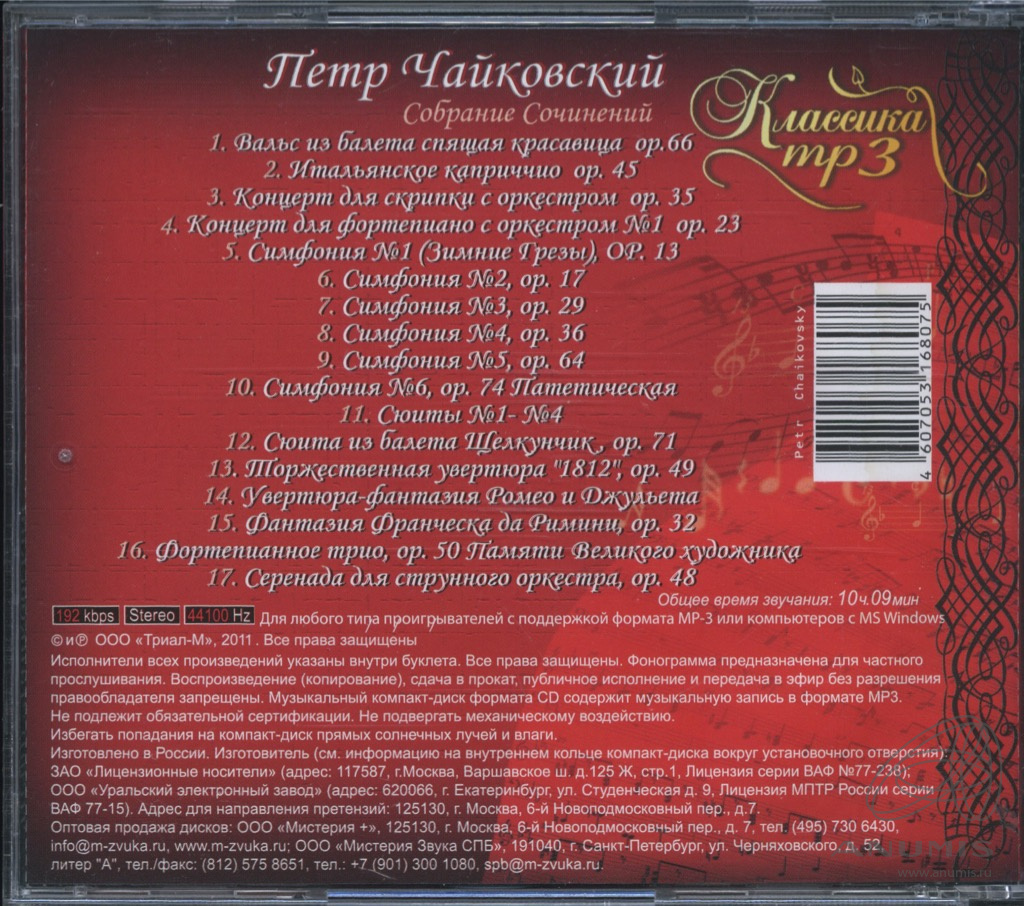 Петр Чайковский
Собрание Сочинений
Классика
mp3
1. Вальс из балета спящая красавица ор.66
2. Итальянское каприччио ор. 45
3. Концерт для скрипки с оркестром ор. 35
4. Концерт для фортепиано с оркестром №1 ор. 23
5. Симфония №1 (Зимние Грезы), ОР. 13
6. Симфония №2, ор. 17
7. Симфония №3, ор. 29
8. Симфония №4, ор. 36
9. Симфония №5, ор. 64
10. Симфония №6, ор. 74 Патетическая
11. Сюиты №1- №4
12. Сюита из балета Щелкунчик , ор. 71
13. Торжественная увертюра "1812", ор. 49
14. Увертюра-фантазия Ромео и Джульета
15. Фантазия Франческа да Римини, ор. 32
16. Фортепианное трио, ор. 50 Памяти Великого художника
17. Серенада для струнного оркестра, ор. 48
Petr Chaikovsky
4 607053 168075
Общее время звучания: 10ч.09мин
192 kbps Stereo 44100 Hz Для любого типа проигрывателей с поддержкой формата MP-3 или компьютеров с MS Windows
© и ℗ ООО «Триал-М», 2011. Все права защищены
Исполнители всех произведений указаны внутри буклета. Все права защищены. Фонограмма предназначена для частного
прослушивания. Воспроизведение (копирование), сдача в прокат, публичное исполнение и передача в эфир без разрешения
правообладателя запрещены. Музыкальный компакт-диск формата CD содержит музыкальную запись в формате MP3.
Не подлежит обязательной сертификации. Не подвергать механическому воздействию.
Избегать попадания на компакт-диск прямых солнечных лучей и влаги.
Изготовлено в России. Изготовитель (см. информацию на внутреннем кольце компакт-диска вокруг установочного отверстия):
ЗАО «Лицензионные носители» (адрес: 117587, г.Москва, Варшавское ш. д.125 Ж, стр.1, Лицензия серии ВАФ №77-238);
ООО «Уральский электронный завод» (адрес: 620066, г. Екатеринбург, ул. Студенческая д. 9, Лицензия МПТР России серии
ВАФ 77-15). Адрес для направления претензий: 125130, г. Москва, 6-й Новоподмосковный пер., д.7.
Оптовая продажа дисков: ООО «Мистерия +», 125130, г. Москва, 6-й Новоподмосковный пер., д. 7, тел. (495) 730 6430,
info@m-zvuka.ru, www.m-zvuka.ru; ООО «Мистерия Звука СПБ», 191040, г. Санкт-Петербург, ул. Черняховского, д. 52,
литер "А", тел./факс: (812) 575 8651, тел.: +7 (901) 300 1080, spb@m-zvuka.ru.
ANUMIS
www.anumis.ru